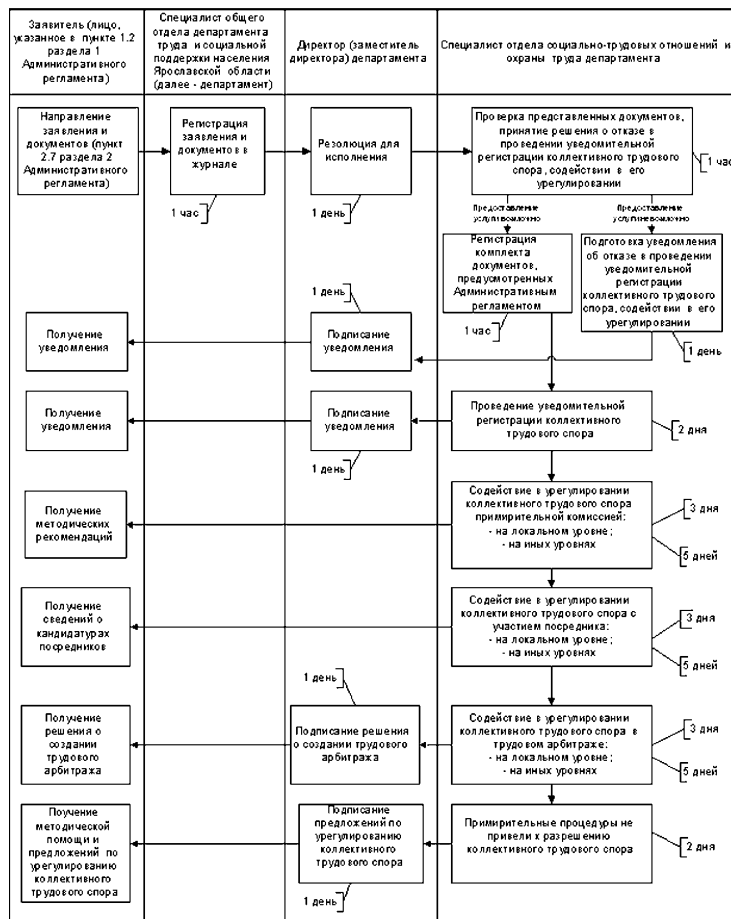 Заявитель (лицо,
указанное в пункте 1.2
раздела 1
Административного
регламента)
Специалист общего
отдела департамента
труда и социальной
поддержки населения
Ярославской области
(далее - департамент)
Директор (заместитель
директора) департамента
Специалист отдела социально-трудовых отношений и
охраны труда департамента
Направление
заявления и
документов (пункт
2.7 раздела 2
Административного
регламента)
Регистрация
заявления и
документов в
журнале
1 час
Резолюция для
исполнения
1 день
Проверка представленных документов,
принятие решения о отказе в
проведении уведомительной
регистрации коллективного трудового
спора, содействии в его
урегулировании
1 час
Предоставление
услуги возможно
Предоставление
услуги невозможно
Регистрация
комплекта
документов,
предусмотренных
Административным
регламентом
1 час
Подготовка уведомления
об отказе в проведении
уведомительной
регистрации
коллективного трудового
спора, содействии в его
урегулировании
1 день
1 день
Получение
уведомления
Подписание
уведомления
Получение
уведомления
Подписание
уведомления
1 день
Проведение уведомительной
регистрации коллективного
трудового спора
2 дня
Получение
методических
рекомендаций
Содействие в урегулировании
коллективного трудового спора
примирительной комиссией:
- на локальном уровне;
- на иных уровнях
3 дня
5 дней
Получение
сведений о
кандидатурах
посредников
Содействие в урегулировании
коллективного трудового спора с
участием посредника:
- на локальном уровне;
- на иных уровнях
3 дня
5 дней
1 день
Получение
решения о
создании
трудового
арбитража
Подписание решения
о создании трудового
арбитража
Содействие в урегулировании
коллективного трудового спора в
трудовом арбитраже:
- на локальном уровне;
- на иных уровнях
3 дня
5 дней
Поучение
методической
помощи и
предложений по
урегулированию
коллективного
трудового спора
Подписание
предложений по
урегулированию
коллективного
трудового спора
1 день
Примирительные процедуры не
привели к разрешению
коллективного трудового спора
2 дня